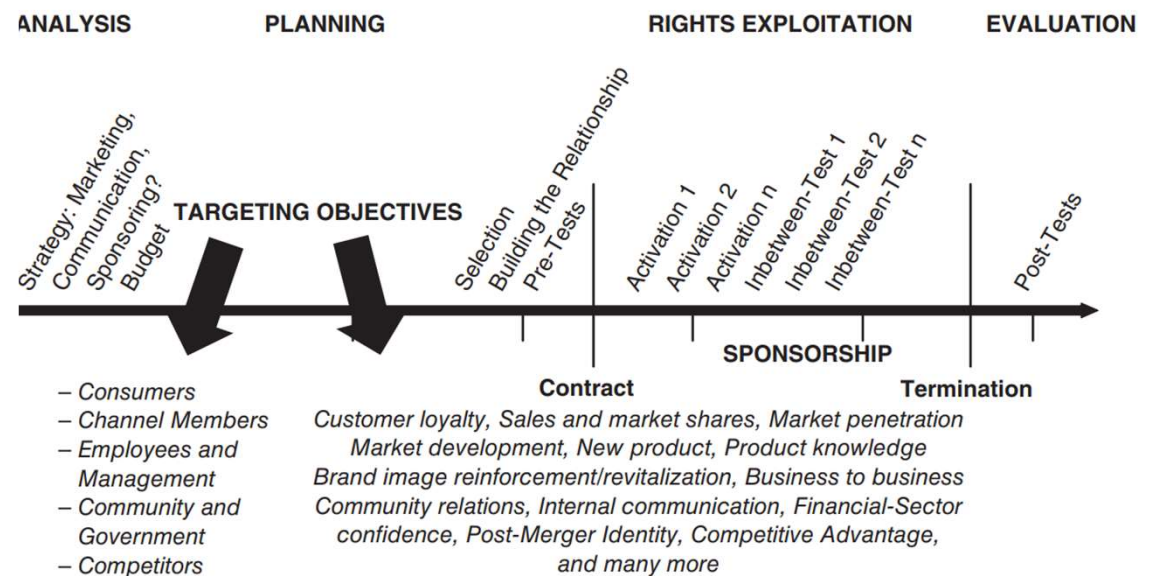 ANALYSIS
PLANNING
RIGHTS EXPLOITATION
EVALUATION
Strategy: Marketing,
Communication,
Sponsoring?
Budget
TARGETING OBJECTIVES
Selection
Building the Relationship
Pre-Tests
Activation 1
Activation 2
Activation n
Inbetween-Test 1
Inbetween-Test 2
Inbetween-Test n
Post-Tests
SPONSORSHIP
Contract
Termination
– Consumers
– Channel Members
– Employees and
Management
– Community and
Government
– Competitors
Customer loyalty, Sales and market shares, Market penetration
Market development, New product, Product knowledge
Brand image reinforcement/revitalization, Business to business
Community relations, Internal communication, Financial-Sector
confidence, Post-Merger Identity, Competitive Advantage,
and many more